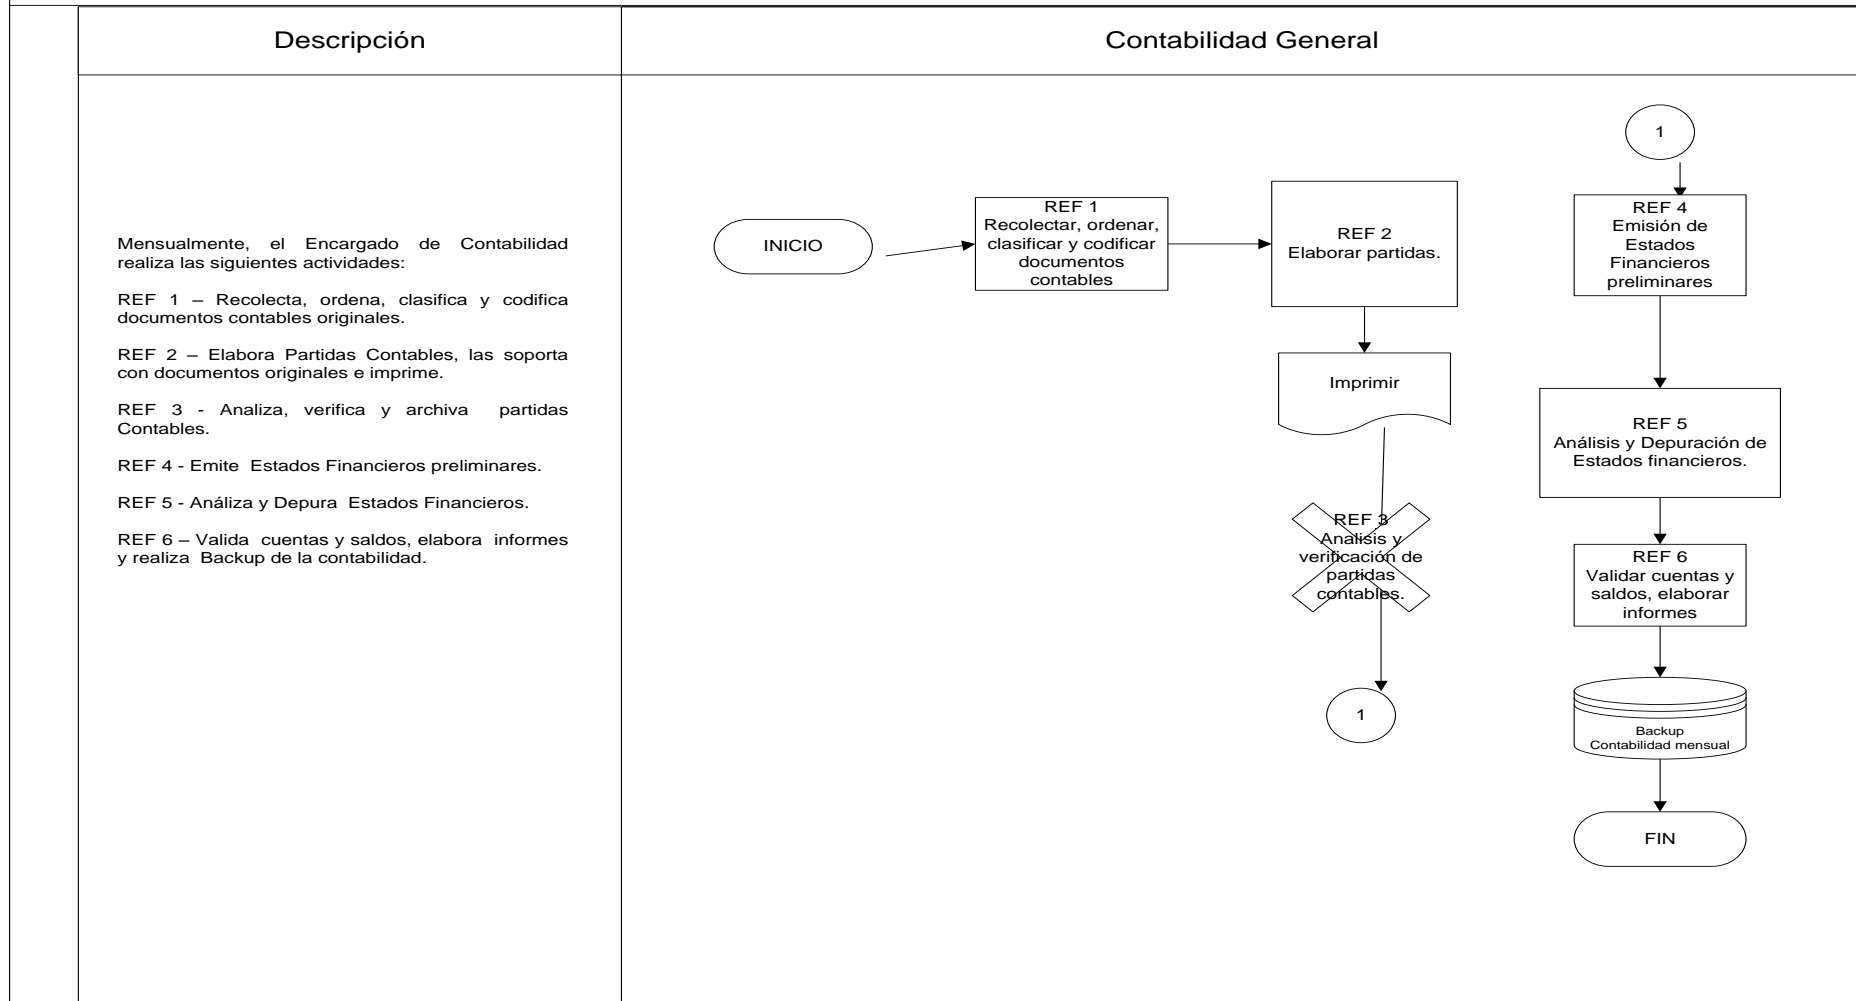 Descripción
Contabilidad General
Mensualmente, el Encargado de Contabilidad
realiza las siguientes actividades:
REF 1 – Recolecta, ordena, clasifica y codifica
documentos contables originales.
REF 2 – Elabora Partidas Contables, las soporta
con documentos originales e imprime.
REF 3 - Analiza, verifica y archiva partidas
Contables.
REF 4 - Emite Estados Financieros preliminares.
REF 5 - Análiza y Depura Estados Financieros.
REF 6 – Valida cuentas y saldos, elabora informes
y realiza Backup de la contabilidad.
INICIO
REF 1
Recolectar, ordenar,
clasificar y codificar
documentos
contables
REF 2
Elaborar partidas.
Imprimir
REF 3
Analisis y
verificación de
partidas
contables.
1
1
REF 4
Emisión de
Estados
Financieros
preliminares
REF 5
Análisis y Depuración de
Estados financieros.
REF 6
Validar cuentas y
saldos, elaborar
informes
Backup
Contabilidad mensual
FIN